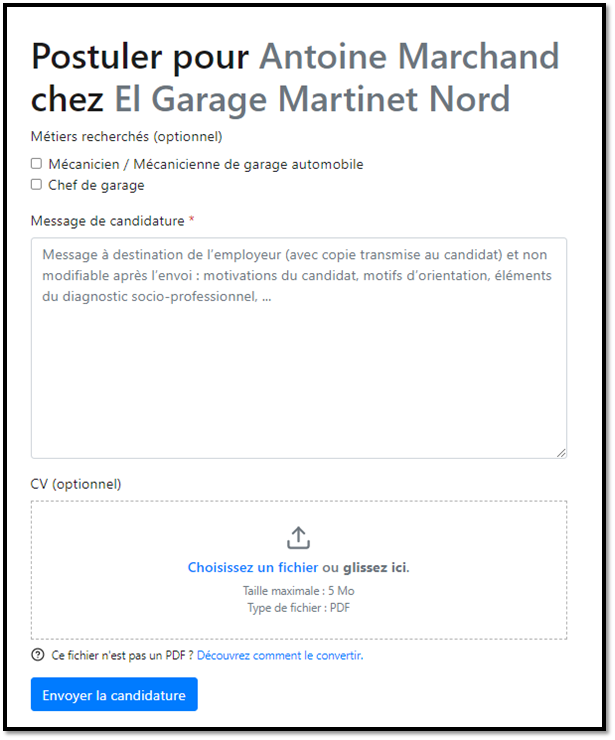 Postuler pour Antoine Marchand
chez El Garage Martinet Nord
Métiers recherchés (optionnel)
Mécanicien / Mécanicienne de garage automobile
Chef de garage
Message de candidature *
Message à destination de l'employeur (avec copie transmise au candidat) et non
modifiable après l'envoi : motivations du candidat, motifs d'orientation, éléments
du diagnostic socio-professionnel, ...
CV (optionnel)
Choisissez un fichier ou glissez ici.
Taille maximale : 5 Mo
Type de fichier : PDF
Ce fichier n'est pas un PDF ? Découvrez comment le convertir.
Envoyer la candidature